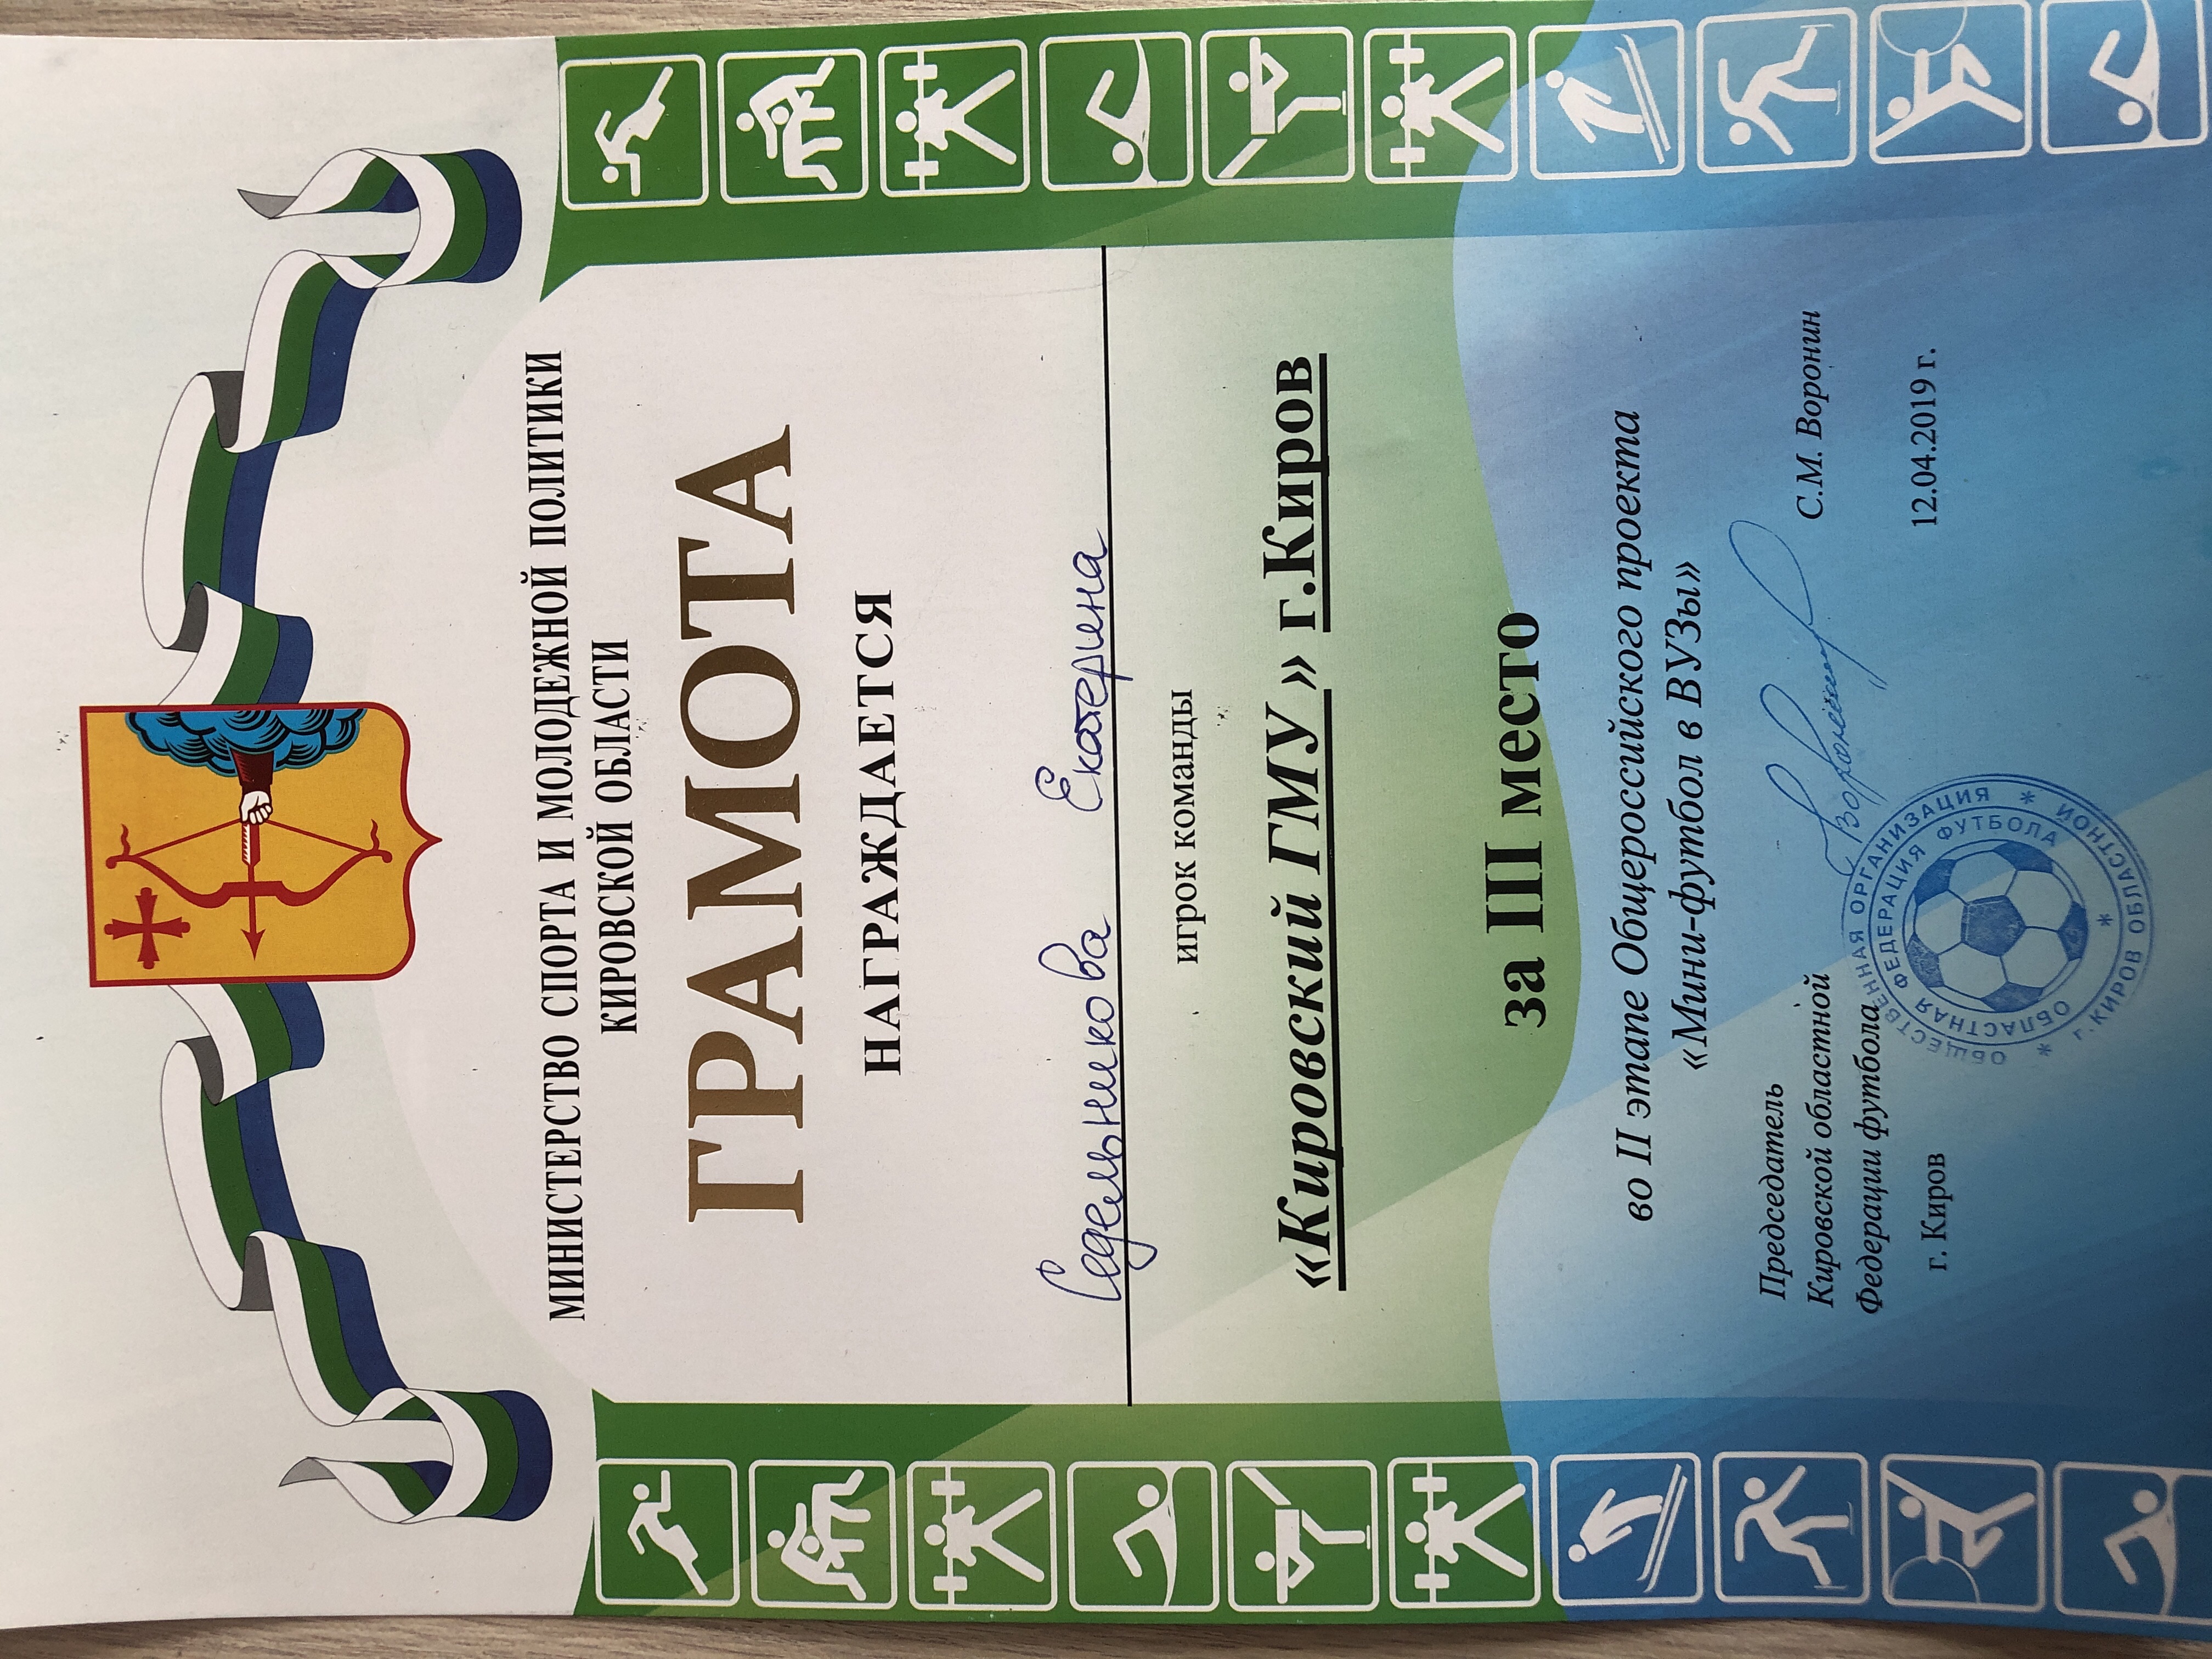 МИНИСТЕРСТВО СПОРТА И МОЛОДЕЖНОЙ ПОЛИТИКИ
КИРОВСКОЙ ОБЛАСТИ
ГРАМОТА
НАГРАЖДАЕТСЯ
Седельникова Екатерина
игрок команды
«Кировский ГМУ » г.Киров
за III место
во II этапе Общероссийского проекта
«Мини-футбол в ВУЗы»
Председатель
Кировской областной
Федерации футбола
С.М. Воронин
г. Киров
12.04.2019 г.
ОБЩЕСТВЕННАЯ ОРГАНИЗАЦИЯ
ОБЛАСТНАЯ ФЕДЕРАЦИЯ ФУТБОЛА
г. КИРОВ ОБЛАСТНОЙ